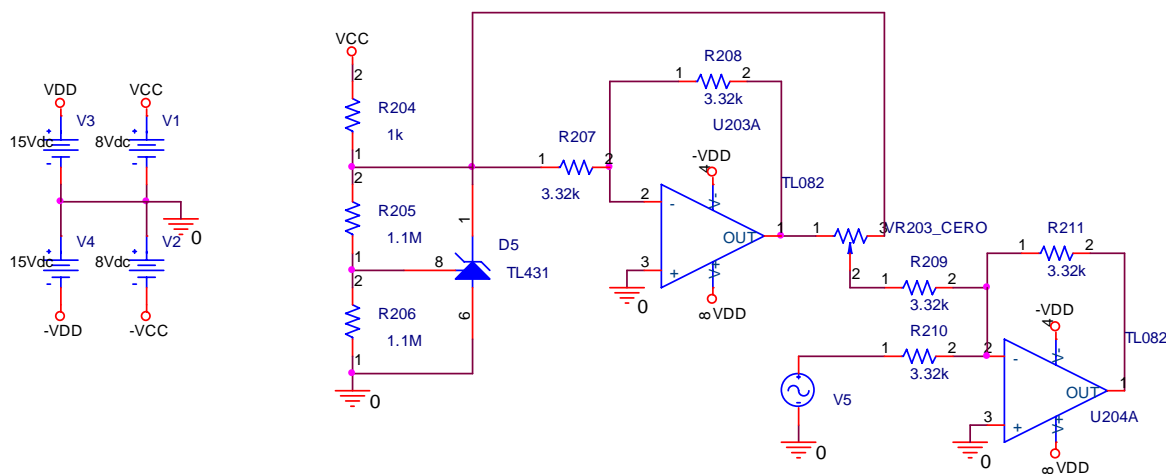 VDD
V3
15Vdc
+
-
VCC
V1
8Vdc
+
-
0
V4
15Vdc
+
-
-VDD
V2
8Vdc
+
-
-VCC
VCC
2
R204
1k
1
2
R205
1.1M
1
2
R206
1.1M
1
0
1
8
D5
TL431
6
R207
1
2
3.32k
R208
1
2
3.32k
U203A
-VDD
4
V-
TL082
2
-
3
+
OUT
1
V+
8
VDD
0
1
3
VR203_CERO
2
R209
1
2
3.32k
R210
1
2
3.32k
R211
1
2
3.32k
+
-
V5
0
-VDD
4
V-
TL082
2
-
3
+
OUT
1
U204A
V+
8
VDD
0